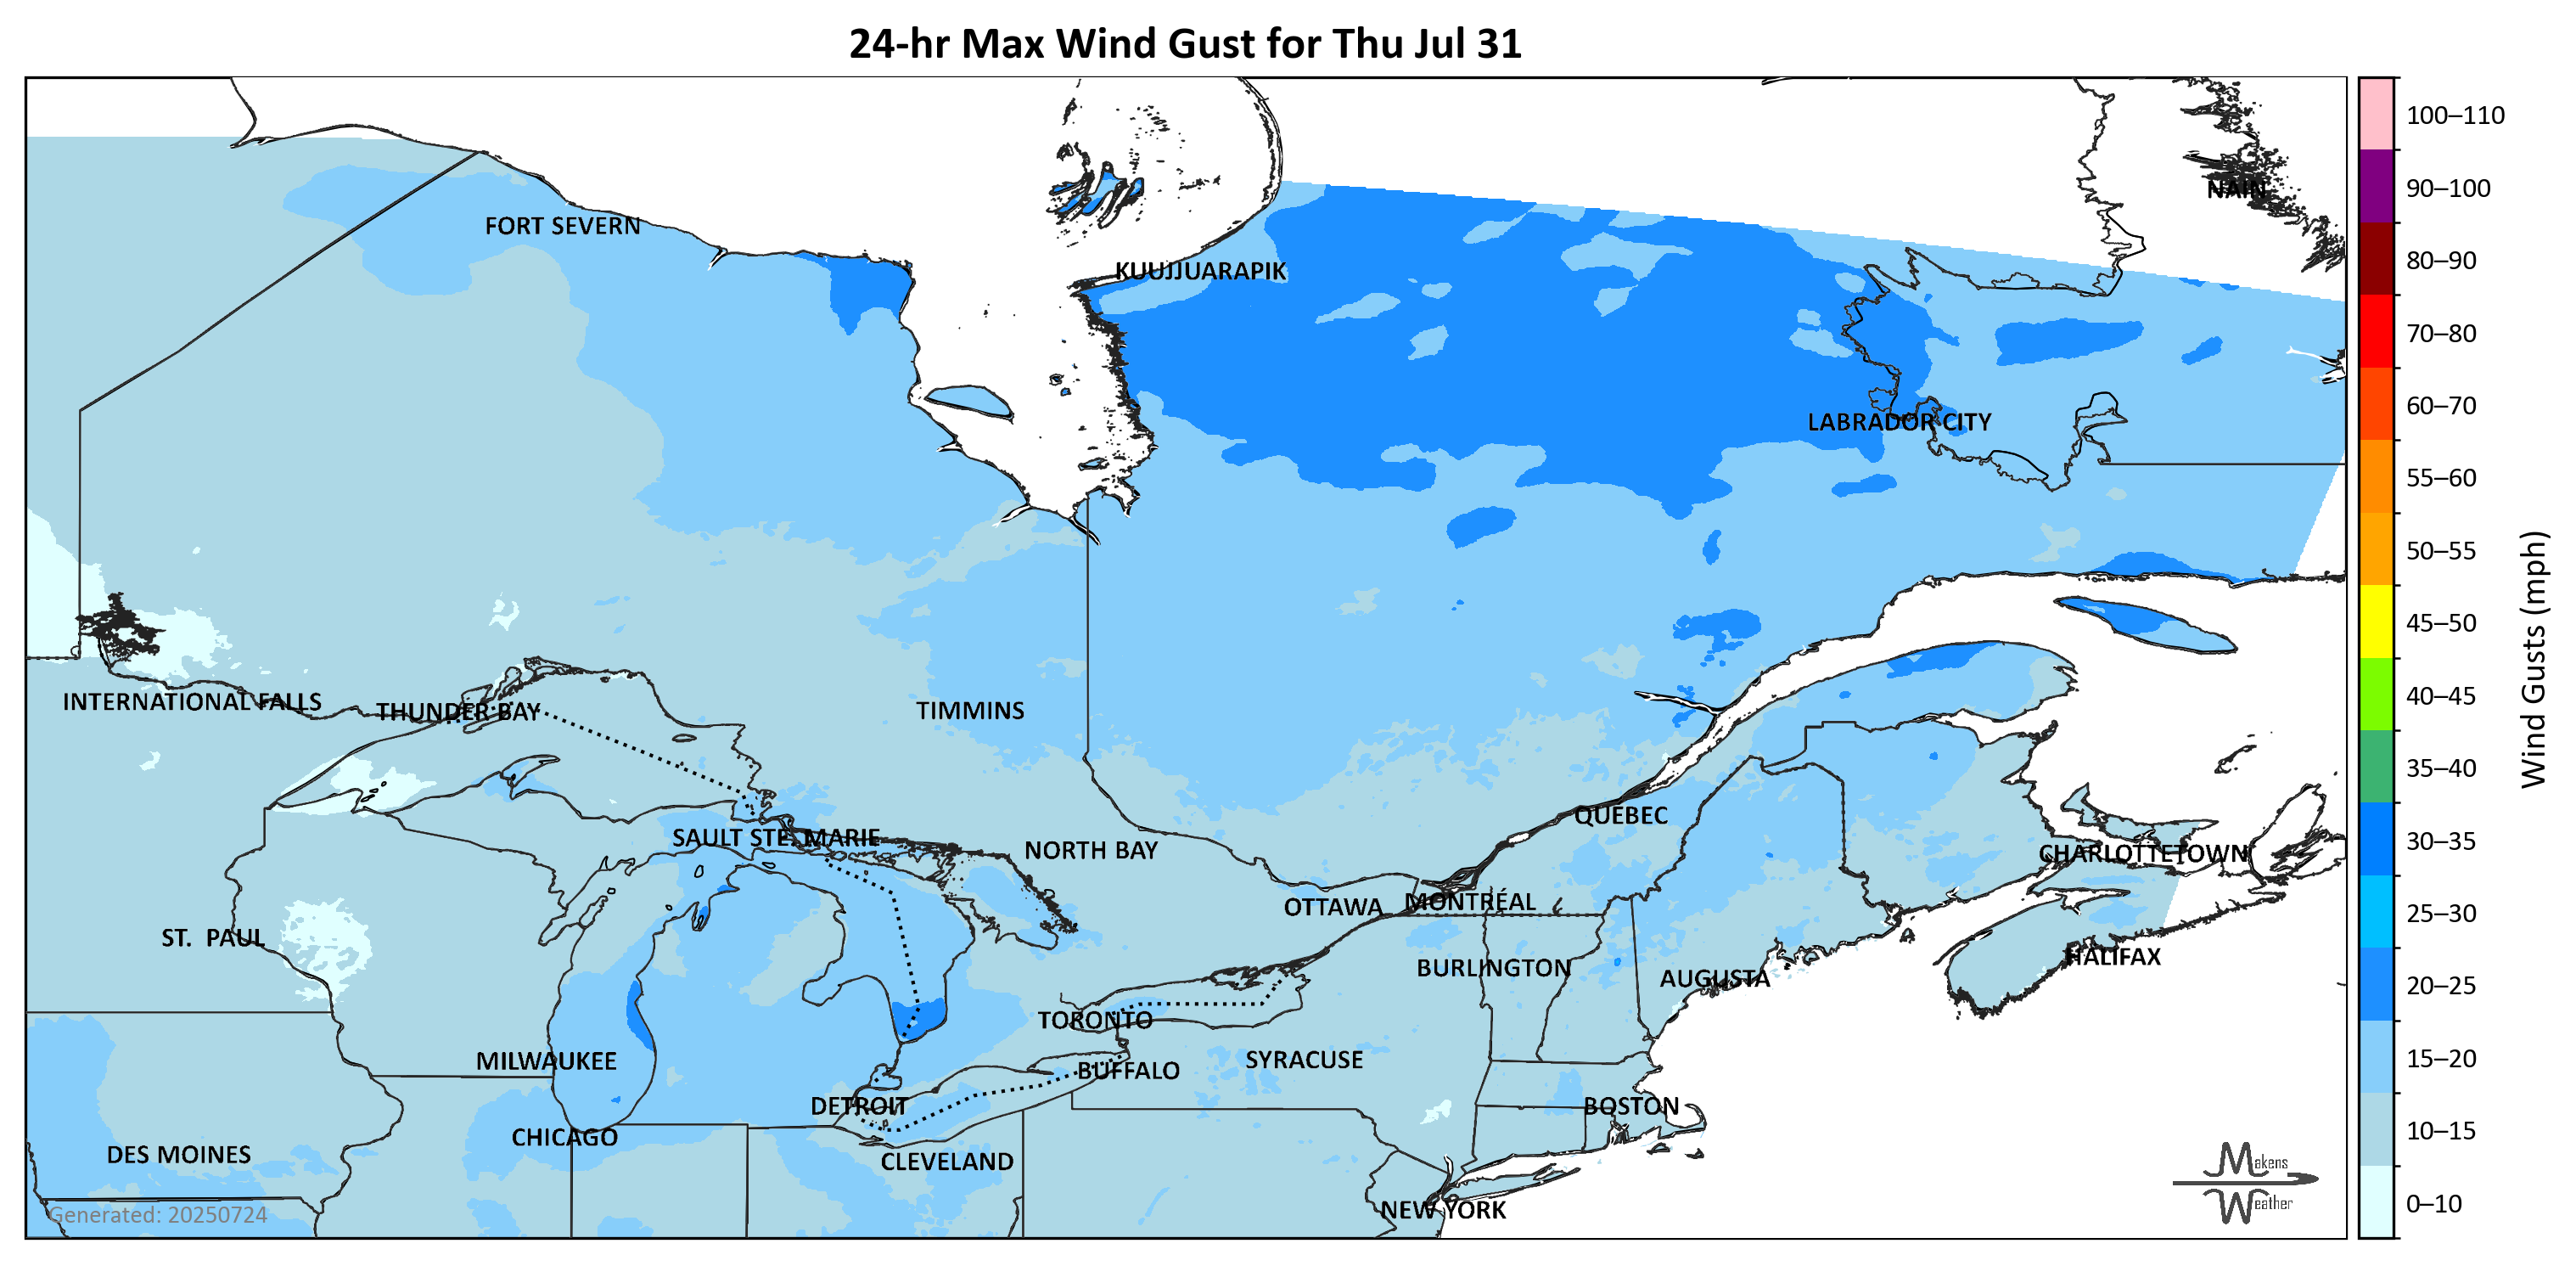 24-hr Max Wind Gust for Thu Jul 31
100–110
90–100
NAIN
FORT SEVERN
80–90
KUUJJUARAPIK
70–80
60–70
LABRADOR CITY
55–60
50–55
45–50
Wind Gusts (mph)
40–45
INTERNATIONAL FALLS
THUNDER BAY
TIMMINS
35–40
QUÉBEC
30–35
SAULT STE. MARIE
NORTH BAY
CHARLOTTETOWN
OTTAWA
MONTRÉAL
25–30
ST. PAUL
HALIFAX
BURLINGTON
AUGUSTA
20–25
TORONTO
MILWAUKEE
SYRACUSE
15–20
BUFFALO
DETROIT
BOSTON
10–15
CHICAGO
DES MOINES
CLEVELAND
Makens
Weather
0–10
NEW YORK
Generated: 20250724